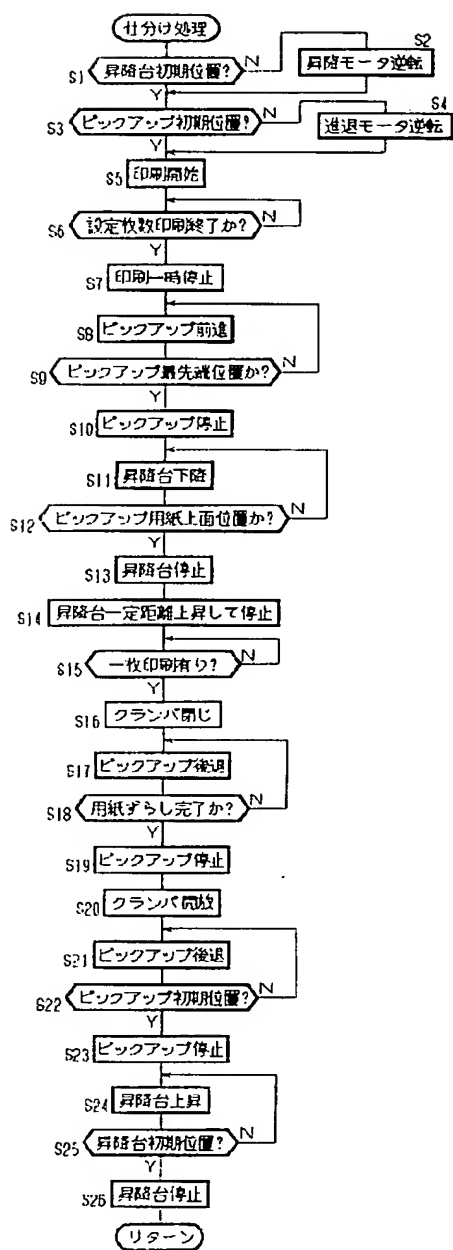 仕分け処理
S1 昇降台初期位置? N
S2
昇降モータ逆転
Y
S3 ピックアップ初期位置? N
S4
進退モータ逆転
Y
S5 印刷開始
S6 設定枚数印刷終了か? N
Y
S7 印刷一時停止
S8 ピックアップ前進
S9 ピックアップ最先端位置か? N
Y
S10 ピックアップ停止
S11 昇降台下降
S12 ピックアップ用紙上面位置か? N
Y
S13 昇降台停止
S14 昇降台一定距離上昇して停止
S15 一枚印刷有り? N
Y
S16 クランパ閉じ
S17 ピックアップ後退
S18 用紙ずらし完了か? N
Y
S19 ピックアップ停止
S20 クランパ開放
S21 ピックアップ後退
S22 ピックアップ初期位置? N
Y
S23 ピックアップ停止
S24 昇降台上昇
S25 昇降台初期位置? N
Y
S26 昇降台停止
リターン